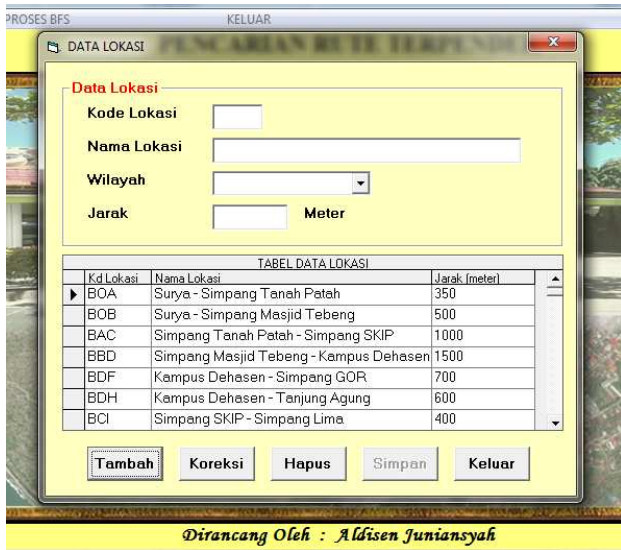 PROSES BFS KELUAR
PENCARIAN RUTE TERPENDE
DATA LOKASI
Data Lokasi
Kode Lokasi
Nama Lokasi
Wilayah
Jarak Meter
TABEL DATA LOKASI
Kd Lokasi Nama Lokasi Jarak (meter)
BOA Surya - Simpang Tanah Patah 350
BOB Surya - Simpang Masjid Tebeng 500
BAC Simpang Tanah Patah - Simpang SKIP 1000
BBD Simpang Masjid Tebeng - Kampus Dehasen 1500
BDF Kampus Dehasen - Simpang GOR 700
BDH Kampus Dehasen - Tanjung Agung 600
BCI Simpang SKIP - Simpang Lima 400
Tambah Koreksi Hapus Simpan Keluar
Dirancang Oleh : Aldisen Juniansyah